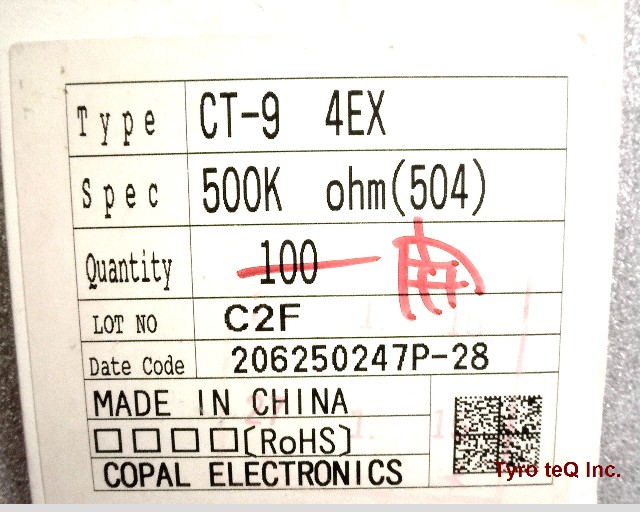 Type CT-9 4EX
Spec 500K ohm(504)
Quantity 100
LOT NO C2F
Date Code 206250247P-28
MADE IN CHINA
□□□□(RoHS)
COPAL ELECTRONICS
Tyro teQ Inc.